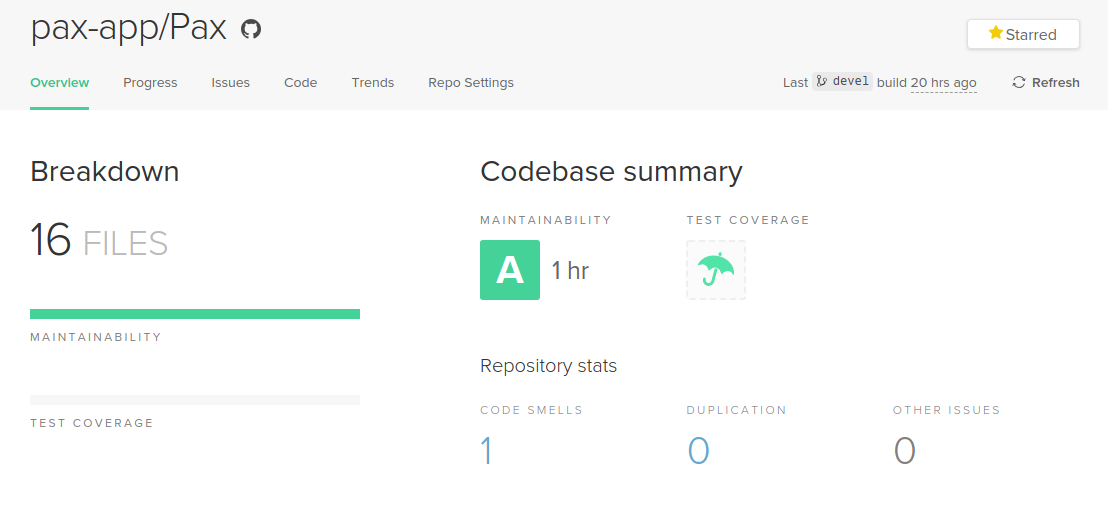 pax-app/Pax
Starred
Overview Progress Issues Code Trends Repo Settings Last devel build 20 hrs ago Refresh
Breakdown
Codebase summary
16 FILES
MAINTAINABILITY TEST COVERAGE
A 1 hr
MAINTAINABILITY
Repository stats
TEST COVERAGE
CODE SMELLS DUPLICATION OTHER ISSUES
1 0 0